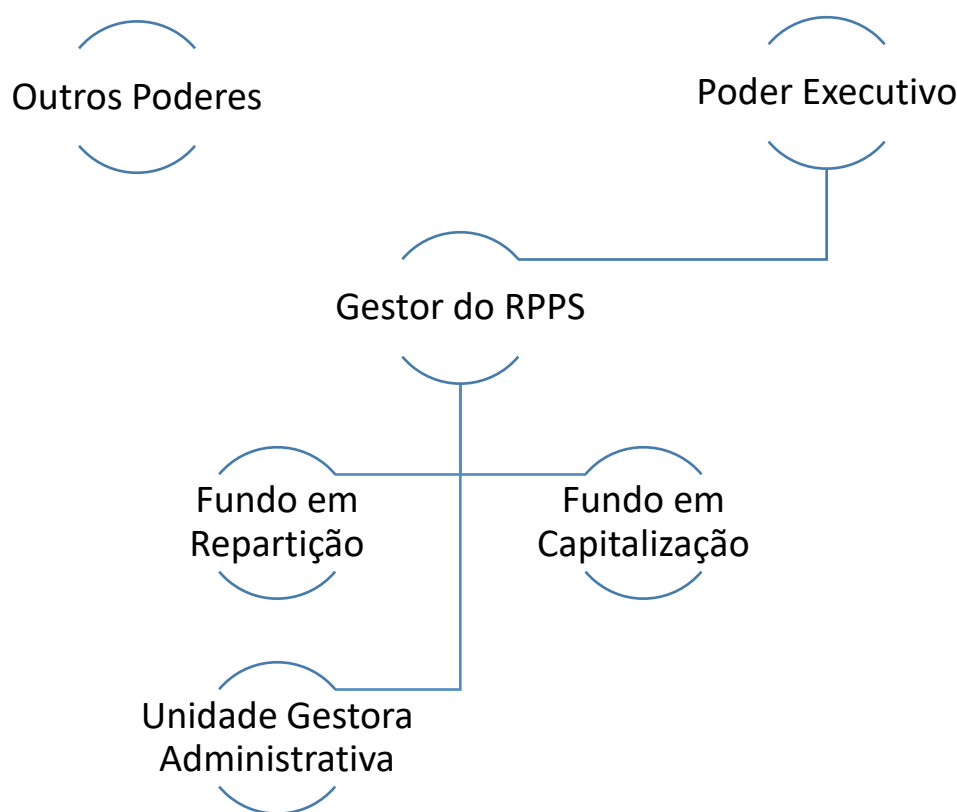 Outros Poderes
Poder Executivo
Gestor do RPPS
Fundo em
Repartição
Fundo em
Capitalização
Unidade Gestora
Administrativa